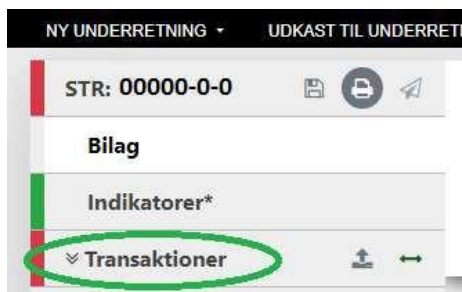 NY UNDERRETNING UDKAST TIL UNDERRET
STR: 00000-0-0
Bilag
Indikatorer*
Transaktioner